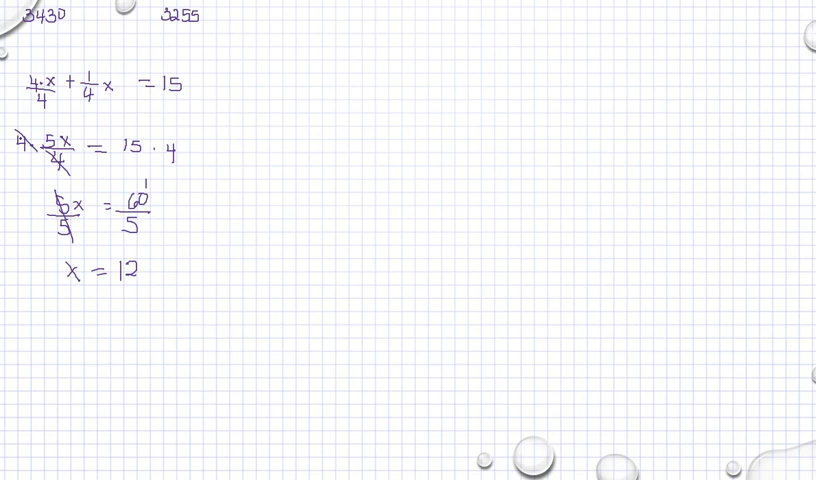 3430 3255
4·x/4 + 1/4 x = 15
4 · 5x/4 = 15 · 4
5x/5 = 60/5
x = 12